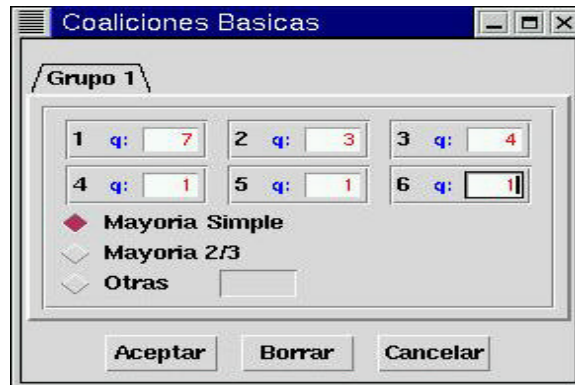 Coaliciones Basicas
Grupo 1
1 q: 7 2 q: 3 3 q: 4
4 q: 1 5 q: 1 6 q: 1
Mayoria Simple
Mayoria 2/3
Otras
Aceptar Borrar Cancelar